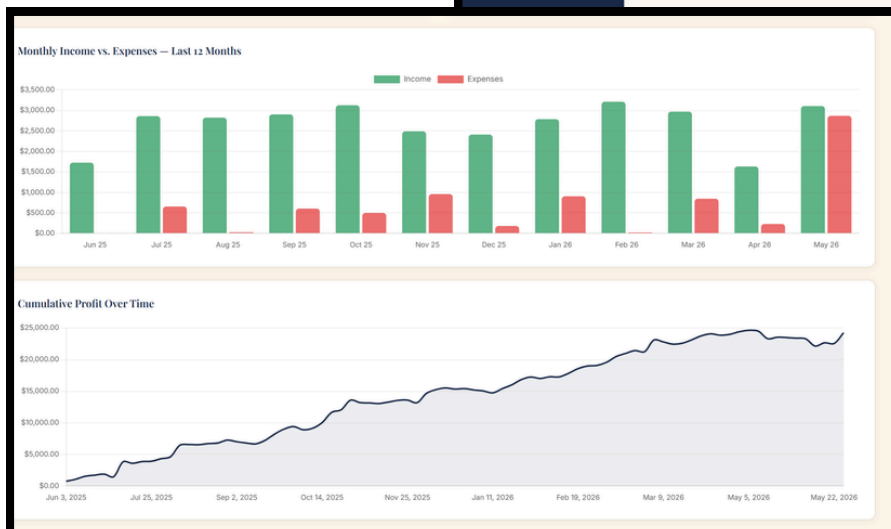 Monthly Income vs. Expenses — Last 12 Months
Income Expenses
$3,500.00
$3,000.00
$2,500.00
$2,000.00
$1,500.00
$1,000.00
$500.00
$0.00
Jun 25 Jul 25 Aug 25 Sep 25 Oct 25 Nov 25 Dec 25 Jan 26 Feb 26 Mar 26 Apr 26 May 26
Cumulative Profit Over Time
$25,000.00
$20,000.00
$15,000.00
$10,000.00
$5,000.00
$0.00
Jun 3, 2025 Jul 25, 2025 Sep 2, 2025 Oct 14, 2025 Nov 25, 2025 Jan 11, 2026 Feb 19, 2026 Mar 9, 2026 May 5, 2026 May 22, 2026